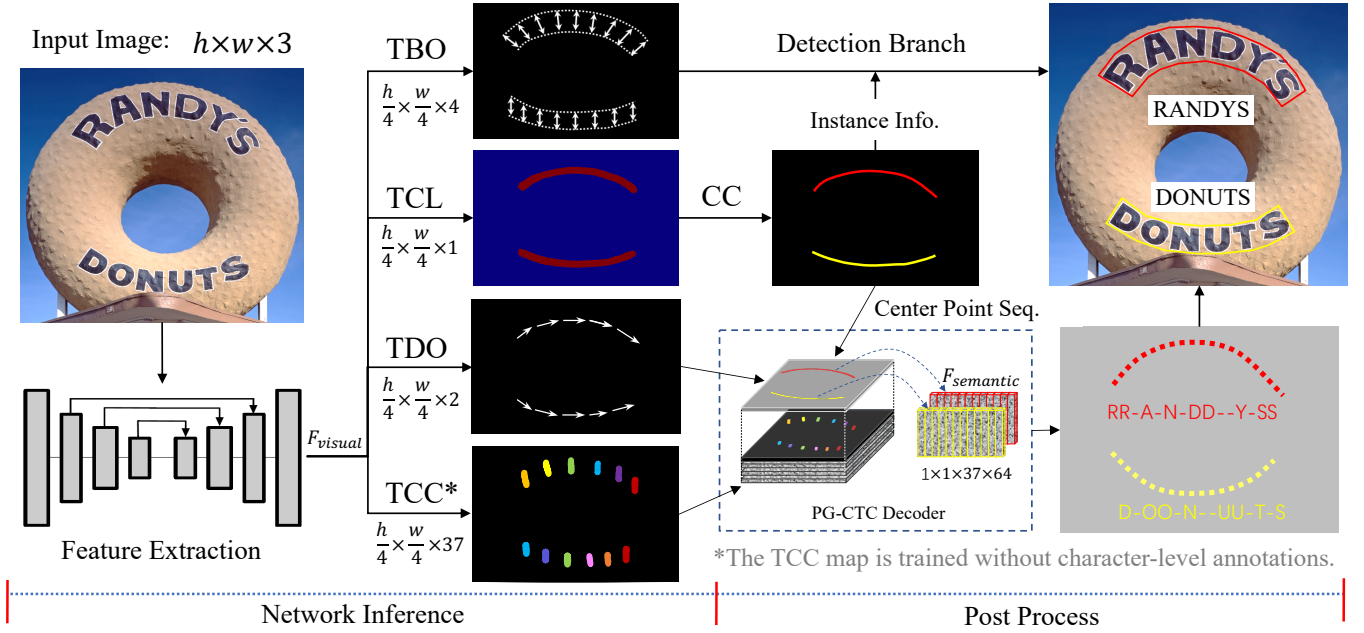 Input Image: h×w×3
RANDY'S
DONUTS
Feature Extraction
F_visual
TBO
h/4 × w/4 × 4
TCL
h/4 × w/4 × 1
TDO
h/4 × w/4 × 2
TCC*
h/4 × w/4 × 37
CC
Detection Branch
Instance Info.
Center Point Seq.
F_semantic
1×1×37×64
PG-CTC Decoder
RANDY'S
RANDYS
DONUTS
DONUTS
RR-A-N-DD--Y-SS
D-OO-N--UU-T-S
*The TCC map is trained without character-level annotations.
Network Inference
Post Process